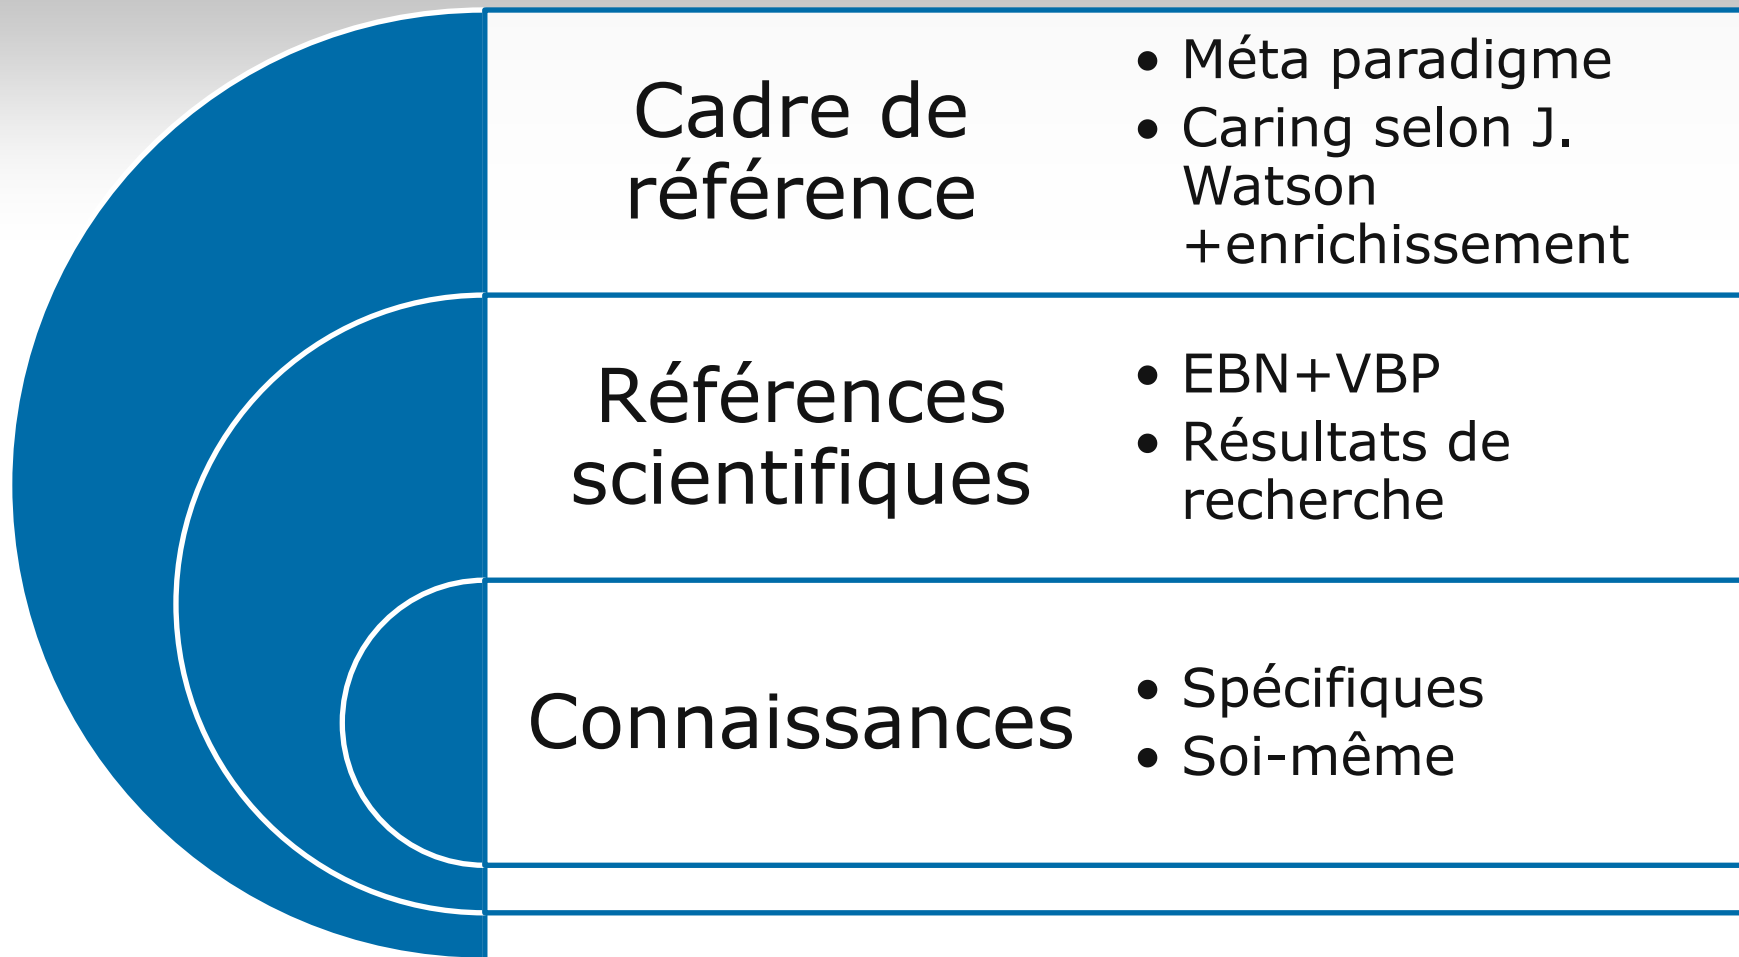 Cadre de
référence
• Méta paradigme
• Caring selon J.
Watson
+enrichissement
Références
scientifiques
• EBN+VBP
• Résultats de
recherche
Connaissances
• Spécifiques
• Soi-même